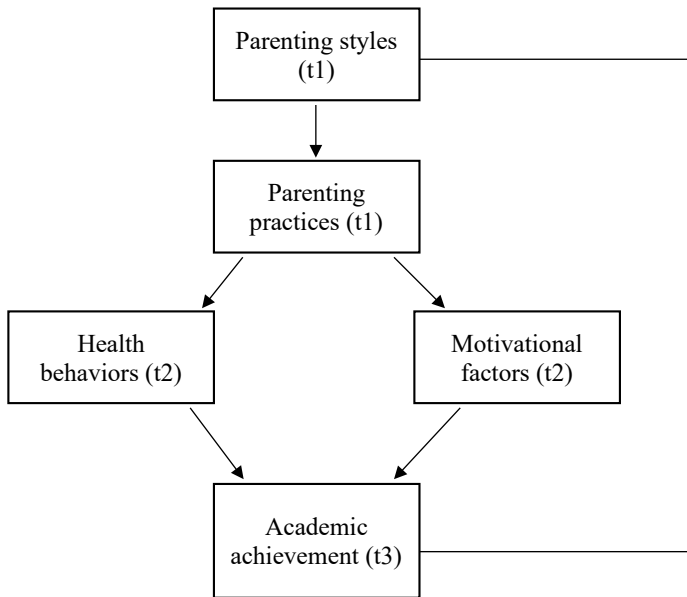 Parenting styles
(t1)
Parenting
practices (t1)
Health
behaviors (t2)
Motivational
factors (t2)
Academic
achievement (t3)